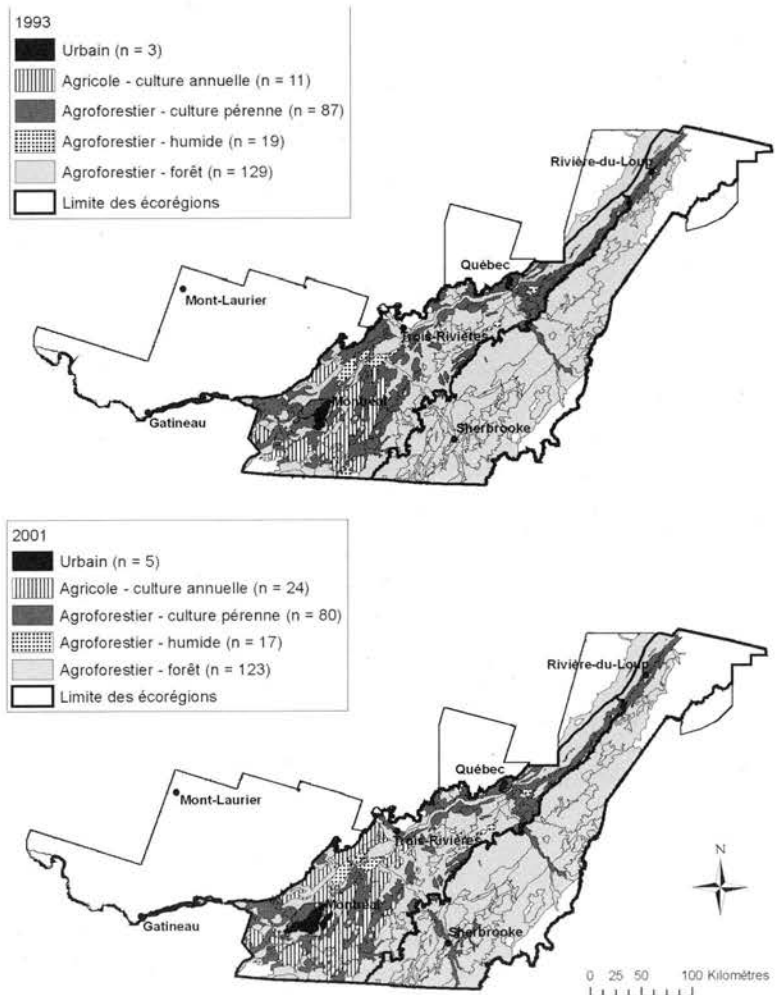 1993
Urbain (n = 3)
Agricole - culture annuelle (n = 11)
Agroforestier - culture pérenne (n = 87)
Agroforestier - humide (n = 19)
Agroforestier - forêt (n = 129)
Limite des écorégions
Rivière-du-Loup
Québec
Mont-Laurier
Trois-Rivières
Montréal
Gatineau
Sherbrooke
2001
Urbain (n = 5)
Agricole - culture annuelle (n = 24)
Agroforestier - culture pérenne (n = 80)
Agroforestier - humide (n = 17)
Agroforestier - forêt (n = 123)
Limite des écorégions
Rivière-du-Loup
Québec
Mont-Laurier
Trois-Rivières
N
Montréal
Gatineau
Sherbrooke
0 25 50 100 Kilomètres